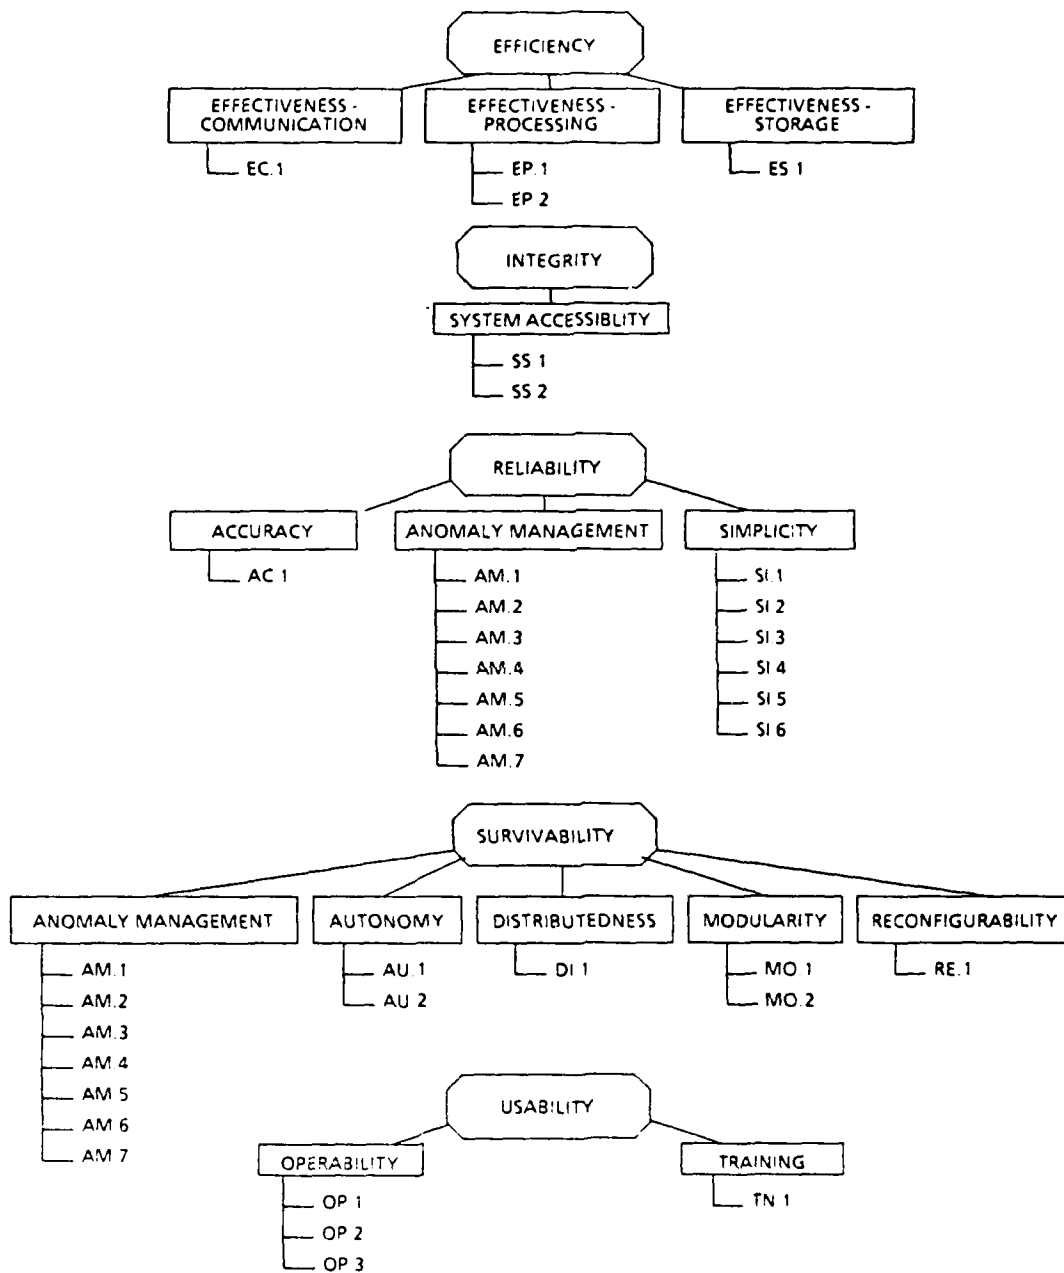 EFFICIENCY
EFFECTIVENESS -
COMMUNICATION
EFFECTIVENESS -
PROCESSING
EFFECTIVENESS -
STORAGE
EC.1
EP.1
EP 2
ES 1
INTEGRITY
SYSTEM ACCESSIBLITY
SS 1
SS 2
RELIABILITY
ACCURACY
ANOMALY MANAGEMENT
SIMPLICITY
AC 1
AM.1
AM.2
AM.3
AM.4
AM.5
AM.6
AM.7
SI.1
SI 2
SI 3
SI 4
SI 5
SI 6
SURVIVABILITY
ANOMALY MANAGEMENT
AUTONOMY
DISTRIBUTEDNESS
MODULARITY
RECONFIGURABILITY
AM.1
AM.2
AM.3
AM.4
AM 5
AM 6
AM 7
AU.1
AU 2
DI 1
MO.1
MO.2
RE.1
USABILITY
OPERABILITY
TRAINING
OP 1
OP 2
OP 3
TN 1